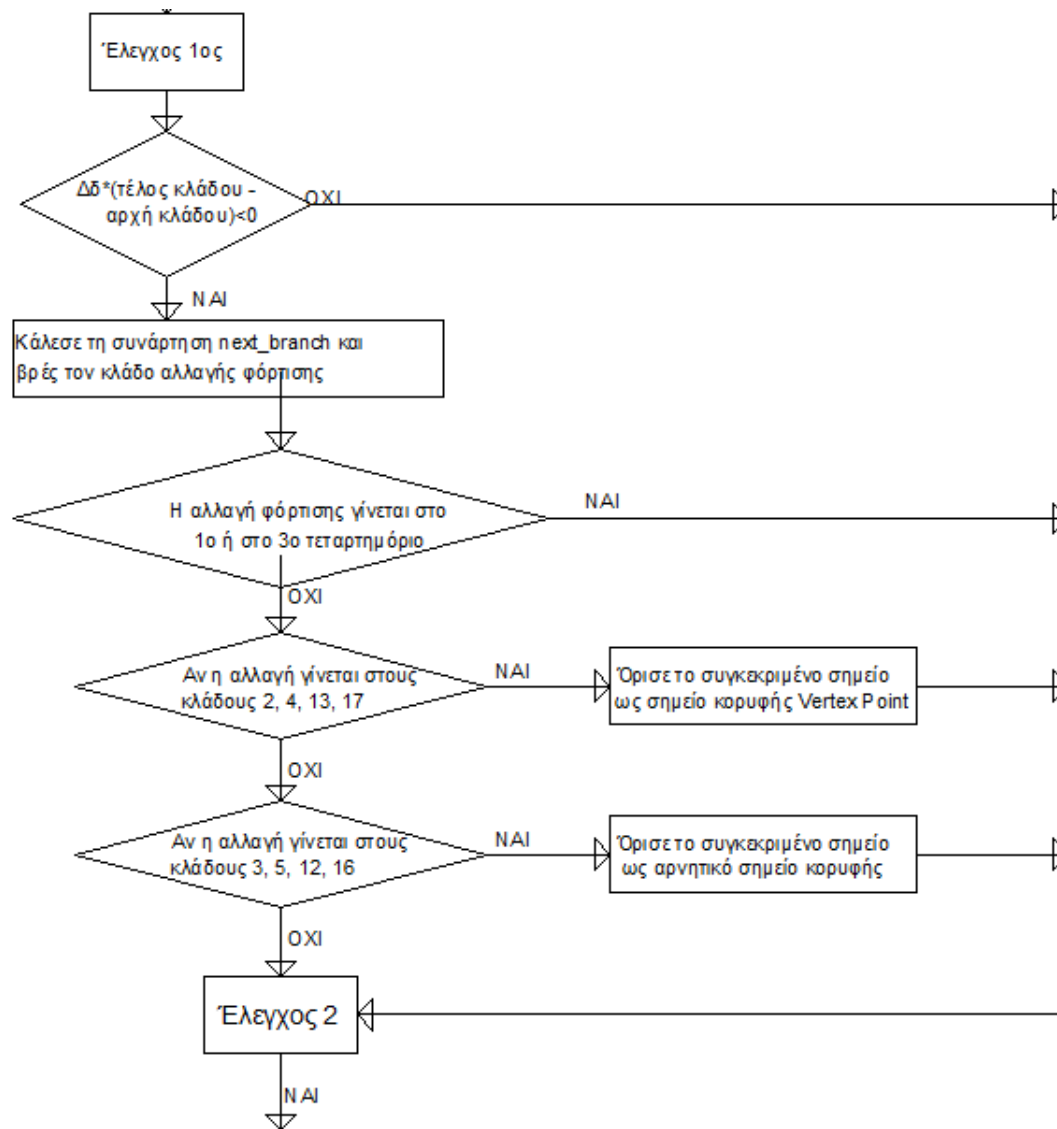 Έλεγχος 1ος
Δδ*(τέλος κλάδου -
αρχή κλάδου)<0
ΟΧΙ
ΝΑΙ
Κάλεσε τη συνάρτηση next_branch και
βρές τον κλάδο αλλαγής φόρτισης
Η αλλαγή φόρτισης γίνεται στο
1ο ή στο 3ο τεταρτημόριο
ΝΑΙ
ΟΧΙ
Αν η αλλαγή γίνεται στους
κλάδους 2, 4, 13, 17
ΝΑΙ
Όρισε το συγκεκριμένο σημείο
ως σημείο κορυφής Vertex Point
ΟΧΙ
Αν η αλλαγή γίνεται στους
κλάδους 3, 5, 12, 16
ΝΑΙ
Όρισε το συγκεκριμένο σημείο
ως αρνητικό σημείο κορυφής
ΟΧΙ
Έλεγχος 2
ΝΑΙ